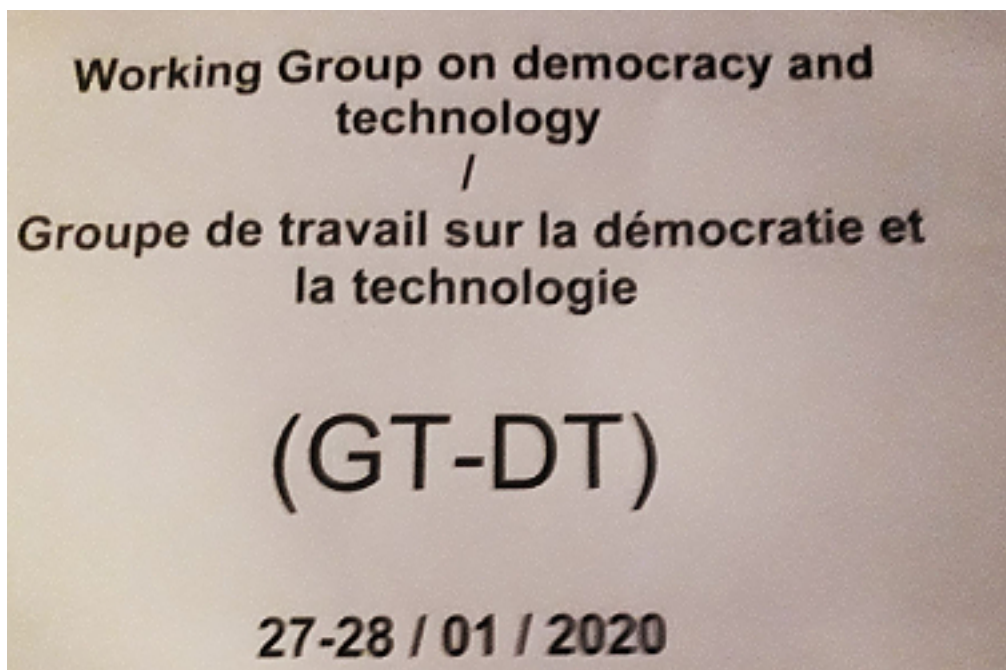 Working Group on democracy and
technology
/
Groupe de travail sur la démocratie et
la technologie
(GT-DT)
27-28 / 01 / 2020